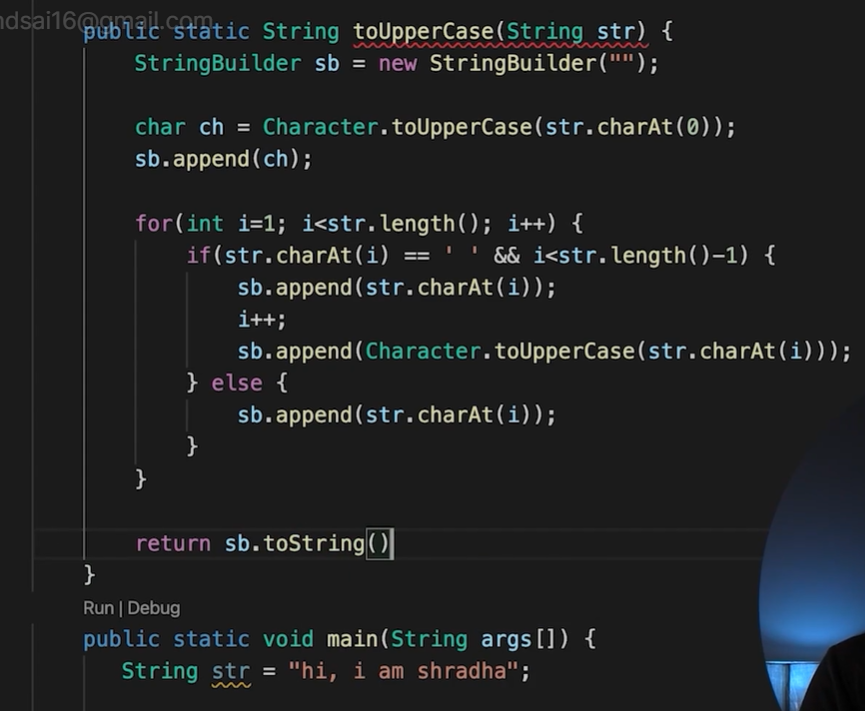 ndsai16@gmail.com
public static String toUpperCase(String str) {
StringBuilder sb = new StringBuilder("");
char ch = Character.toUpperCase(str.charAt(0));
sb.append(ch);
for(int i=1; i<str.length(); i++) {
if(str.charAt(i) == ' ' && i<str.length()-1) {
sb.append(str.charAt(i));
i++;
sb.append(Character.toUpperCase(str.charAt(i)));
} else {
sb.append(str.charAt(i));
}
}
return sb.toString()
}
Run | Debug
public static void main(String args[]) {
String str = "hi, i am shradha";